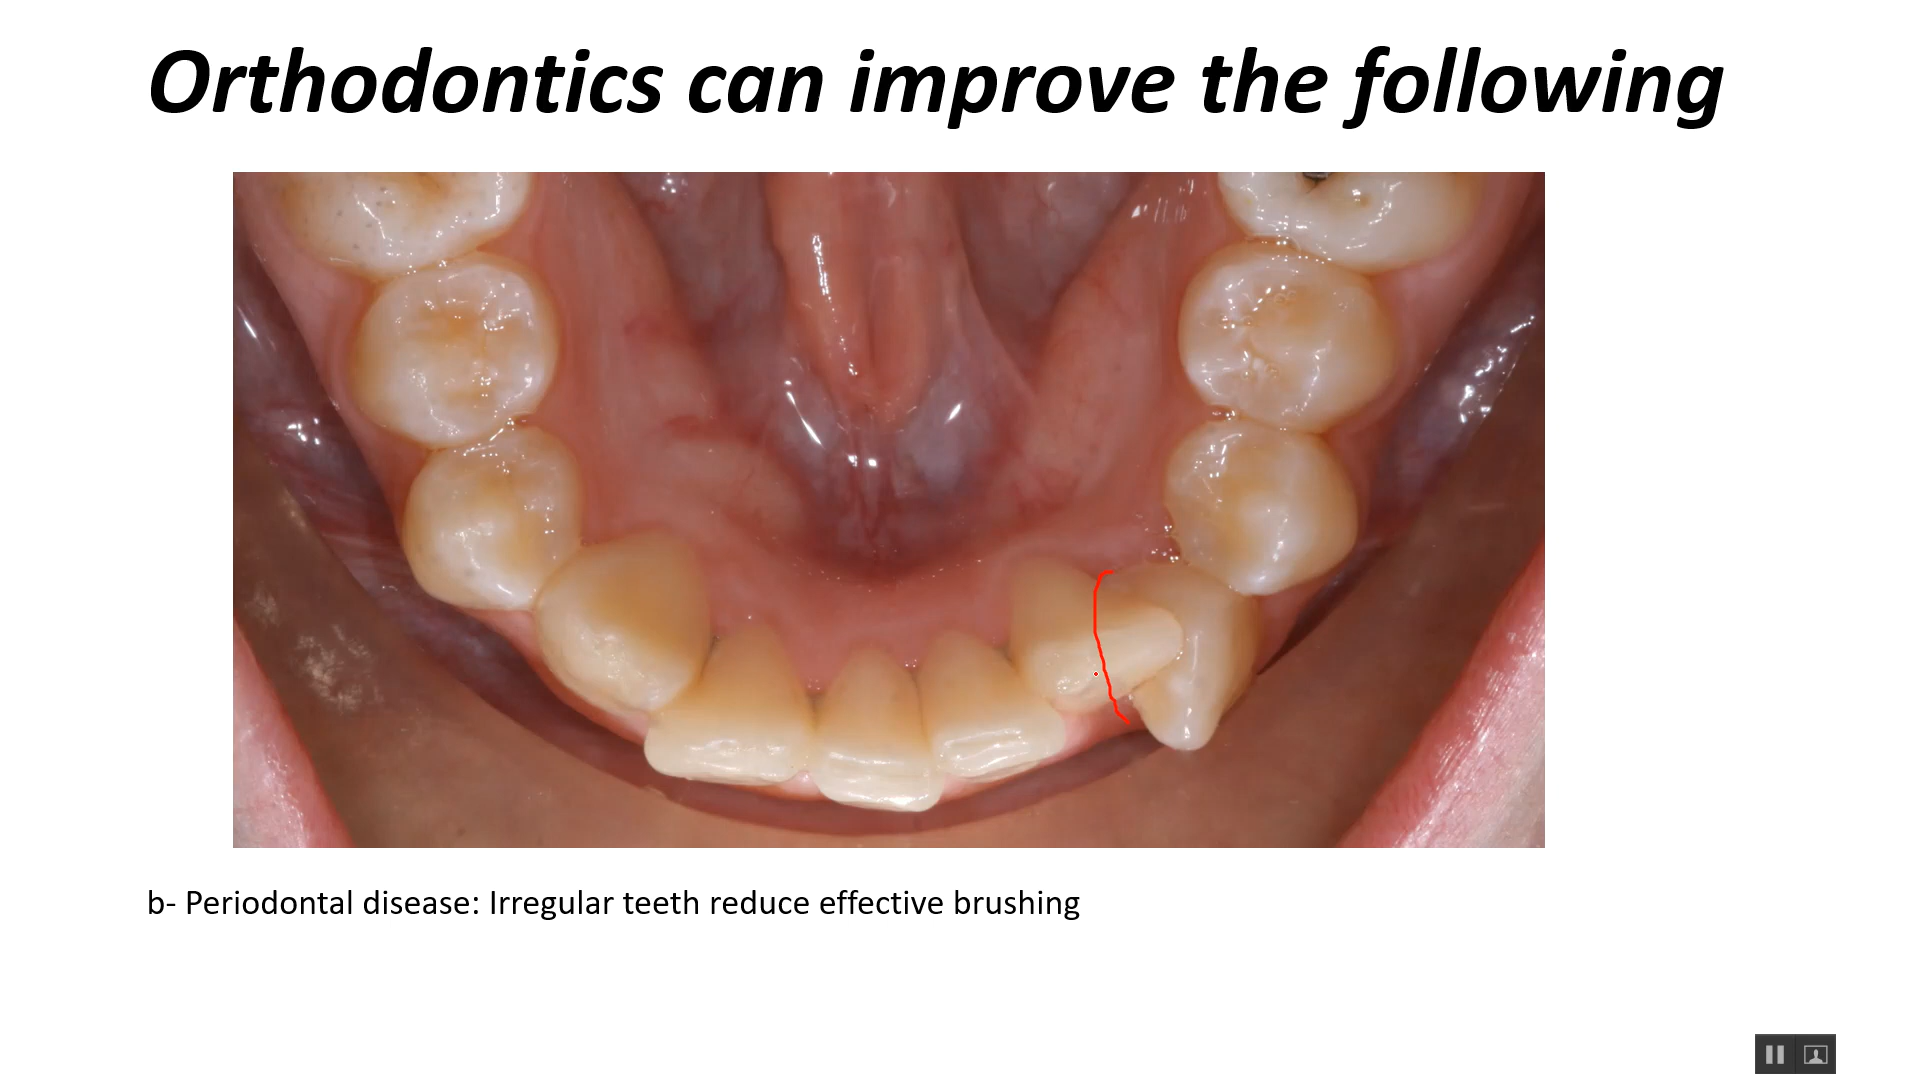 Orthodontics can improve the following
b- Periodontal disease: Irregular teeth reduce effective brushing